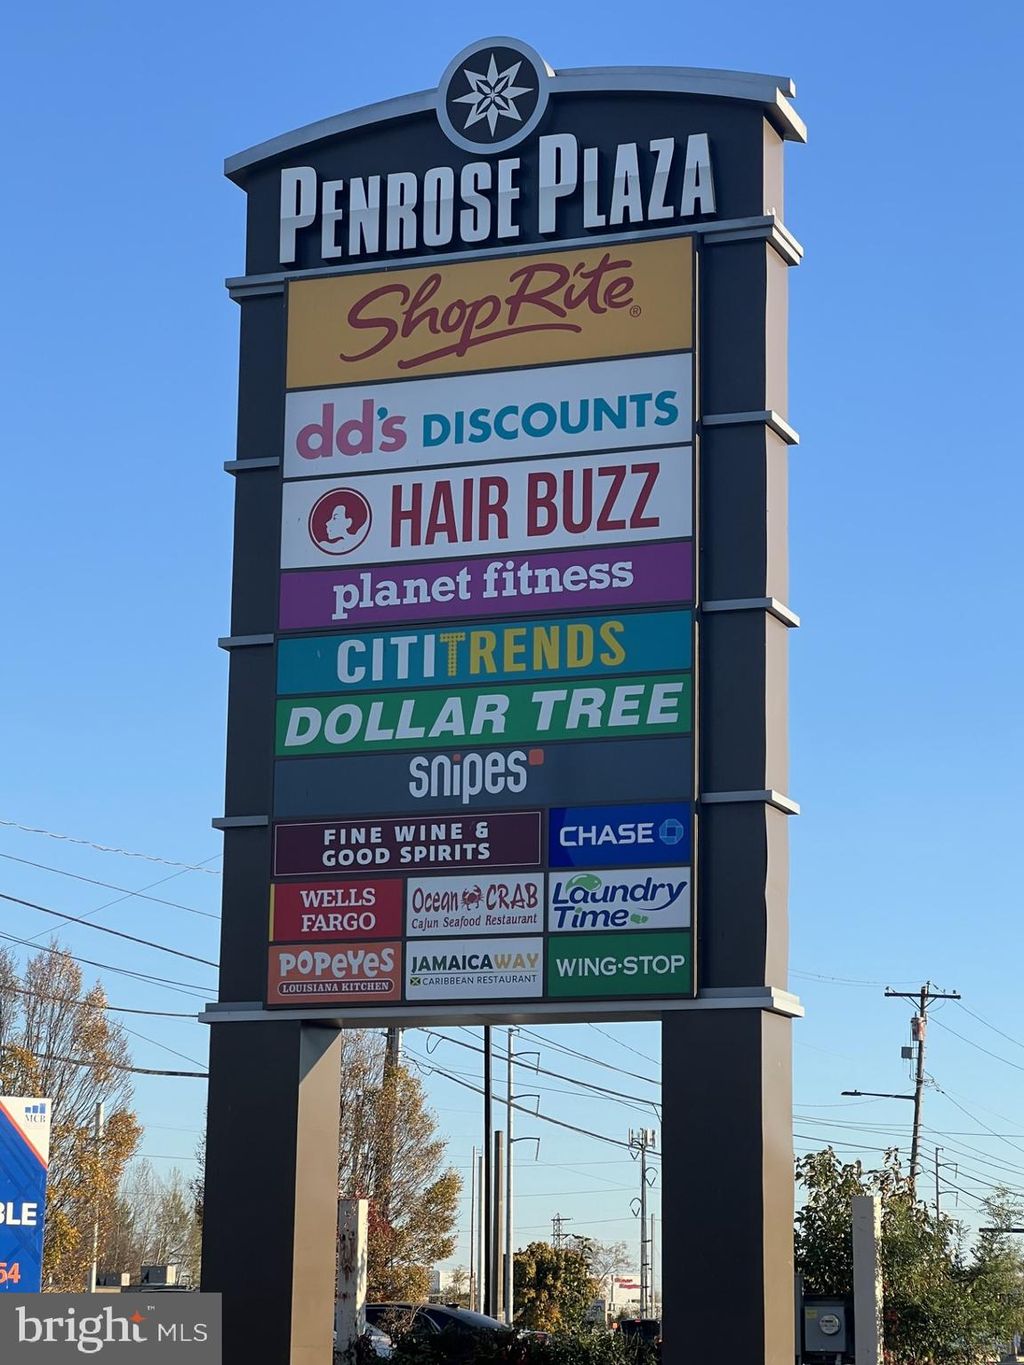 PENROSE PLAZA
ShopRite®
dd's DISCOUNTS
HAIR BUZZ
planet fitness
CITITRENDS
DOLLAR TREE
snipes
FINE WINE &
GOOD SPIRITS
CHASE
WELLS
FARGO
Ocean CRAB
Cajun Seafood Restaurant
Laundry
Time
POPEYES
LOUISIANA KITCHEN
JAMAICAWAY
CARIBBEAN RESTAURANT
WING·STOP
MCB
BLE
54
bright™ MLS